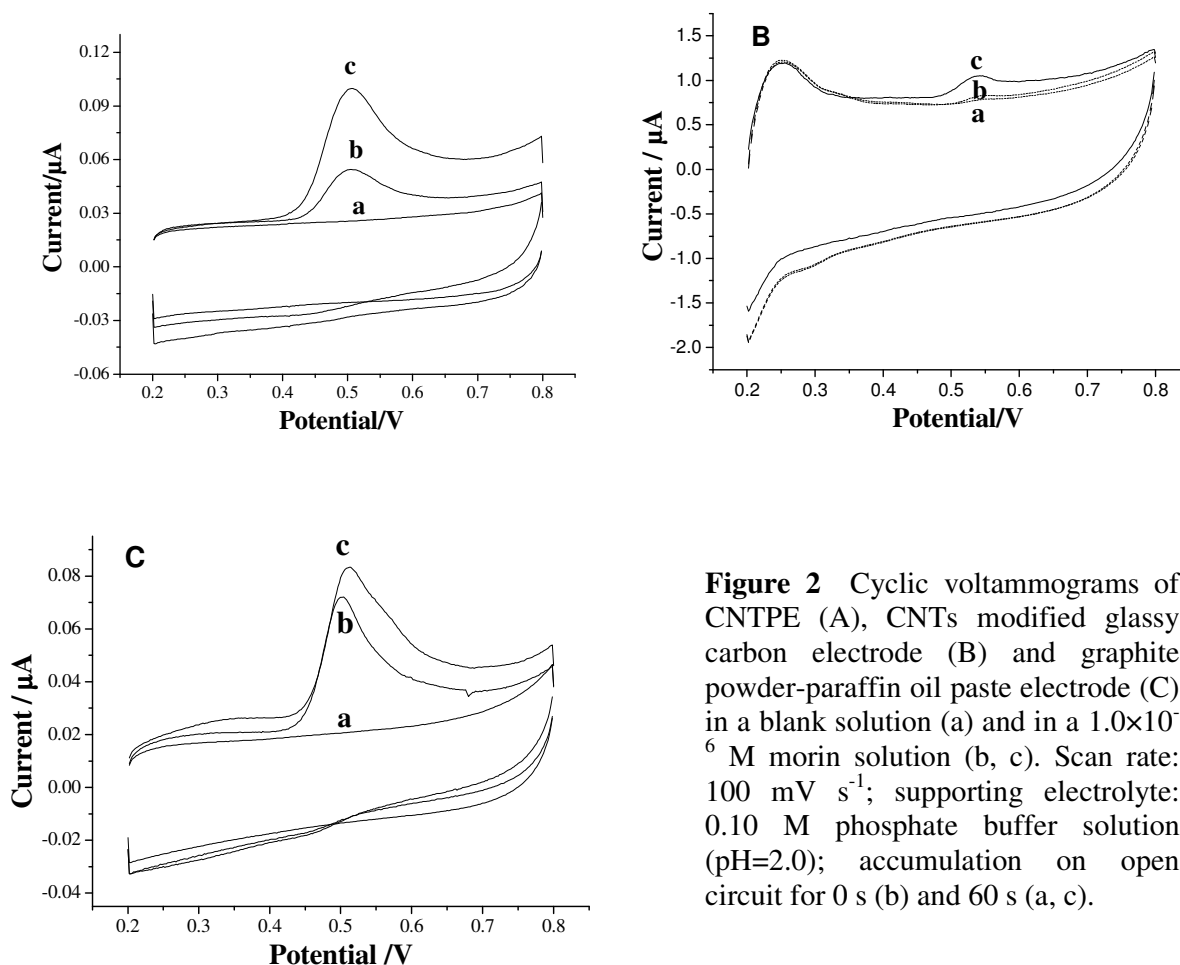 0.12
0.09
0.06
0.03
0.00
-0.03
-0.06
Current/µA
c
b
a
0.2 0.3 0.4 0.5 0.6 0.7 0.8
Potential/V
B
1.5
1.0
0.5
0.0
-0.5
-1.0
-1.5
-2.0
Current / µA
c
b
a
0.2 0.3 0.4 0.5 0.6 0.7 0.8
Potential/V
C
0.08
0.06
0.04
0.02
0.00
-0.02
-0.04
Current / µA
c
b
a
0.2 0.3 0.4 0.5 0.6 0.7 0.8
Potential /V
Figure 2 Cyclic voltammograms of
CNTPE (A), CNTs modified glassy
carbon electrode (B) and graphite
powder-paraffin oil paste electrode (C)
in a blank solution (a) and in a 1.0×10-
6 M morin solution (b, c). Scan rate:
100 mV s-1; supporting electrolyte:
0.10 M phosphate buffer solution
(pH=2.0); accumulation on open
circuit for 0 s (b) and 60 s (a, c).